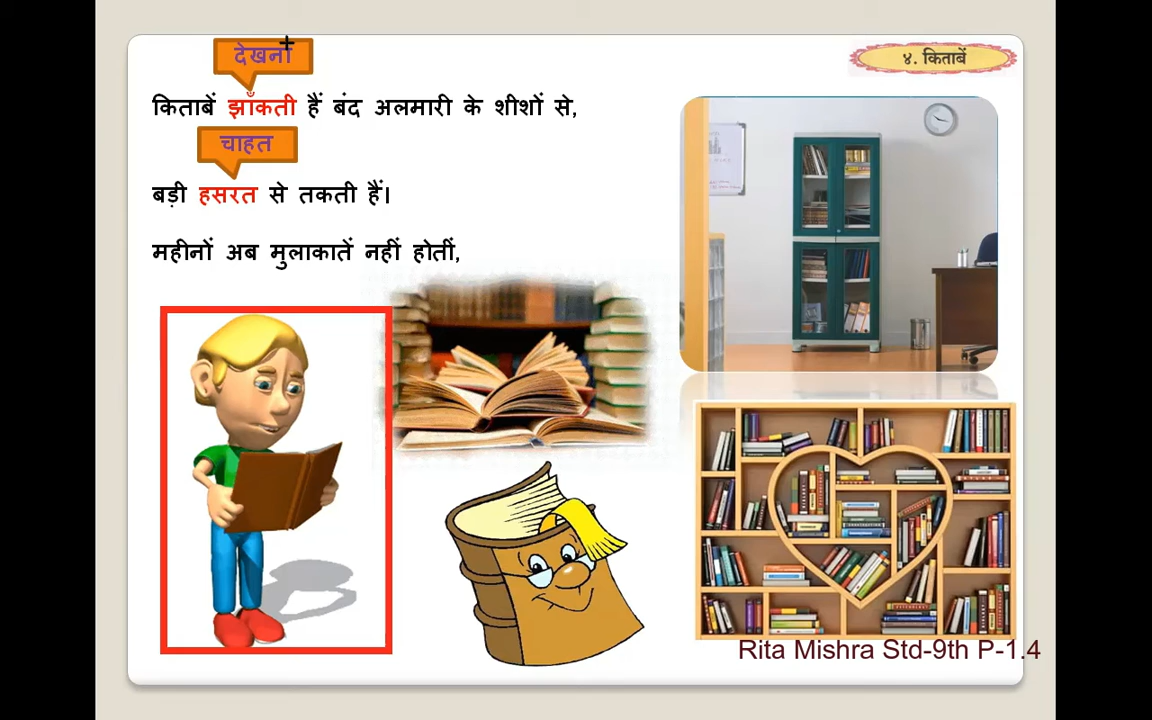 देखना
४. किताबें
किताबें झाँकती हैं बंद अलमारी के शीशों से,
चाहत
बड़ी हसरत से तकती हैं।
महीनों अब मुलाकातें नहीं होतीं,
Rita Mishra Std-9th P-1.4